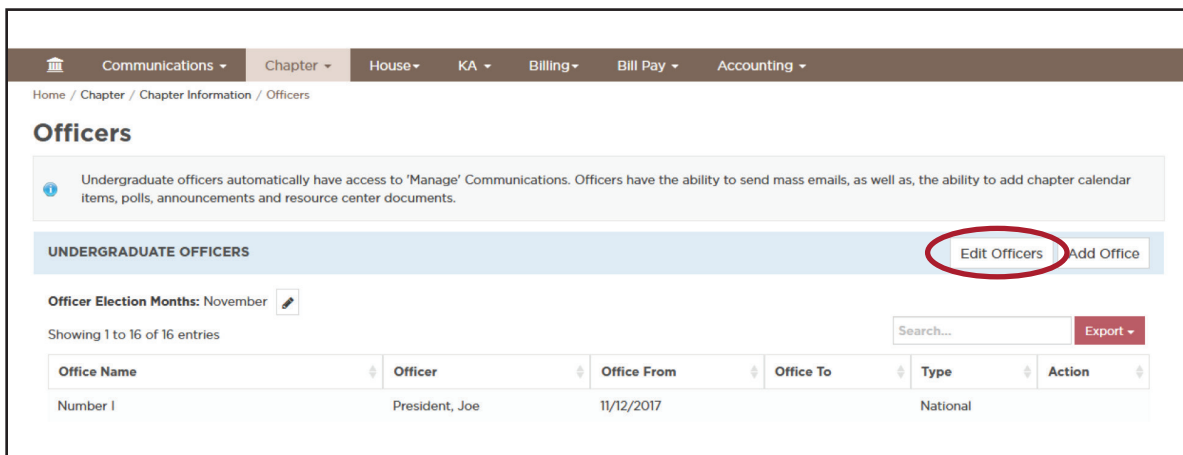 Communications Chapter House KA Billing Bill Pay Accounting
Home / Chapter / Chapter Information / Officers
Officers
Undergraduate officers automatically have access to 'Manage' Communications. Officers have the ability to send mass emails, as well as, the ability to add chapter calendar
items, polls, announcements and resource center documents.
UNDERGRADUATE OFFICERS Edit Officers Add Office
Officer Election Months: November
Showing 1 to 16 of 16 entries Search... Export
Office Name Officer Office From Office To Type Action
Number I President, Joe 11/12/2017 National